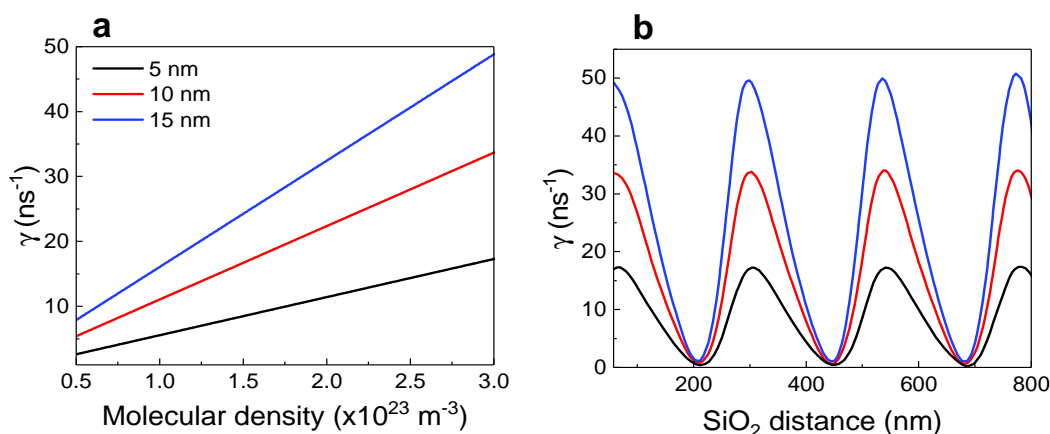 a
50
40
30
20
10
γ (ns⁻¹)
5 nm
10 nm
15 nm
0.5 1.0 1.5 2.0 2.5 3.0
Molecular density (x10²³ m⁻³)
b
50
40
30
20
10
0
γ (ns⁻¹)
200 400 600 800
SiO₂ distance (nm)